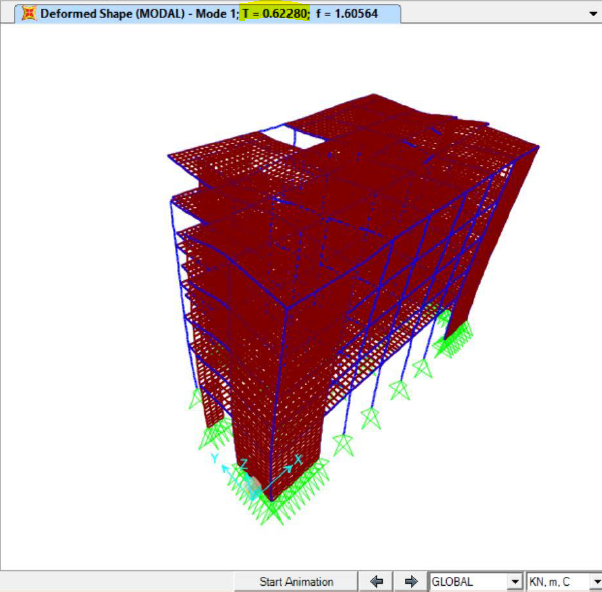 Deformed Shape (MODAL) - Mode 1; T = 0.62280; f = 1.60564
Y
Z
X
Start Animation
GLOBAL
KN, m, C